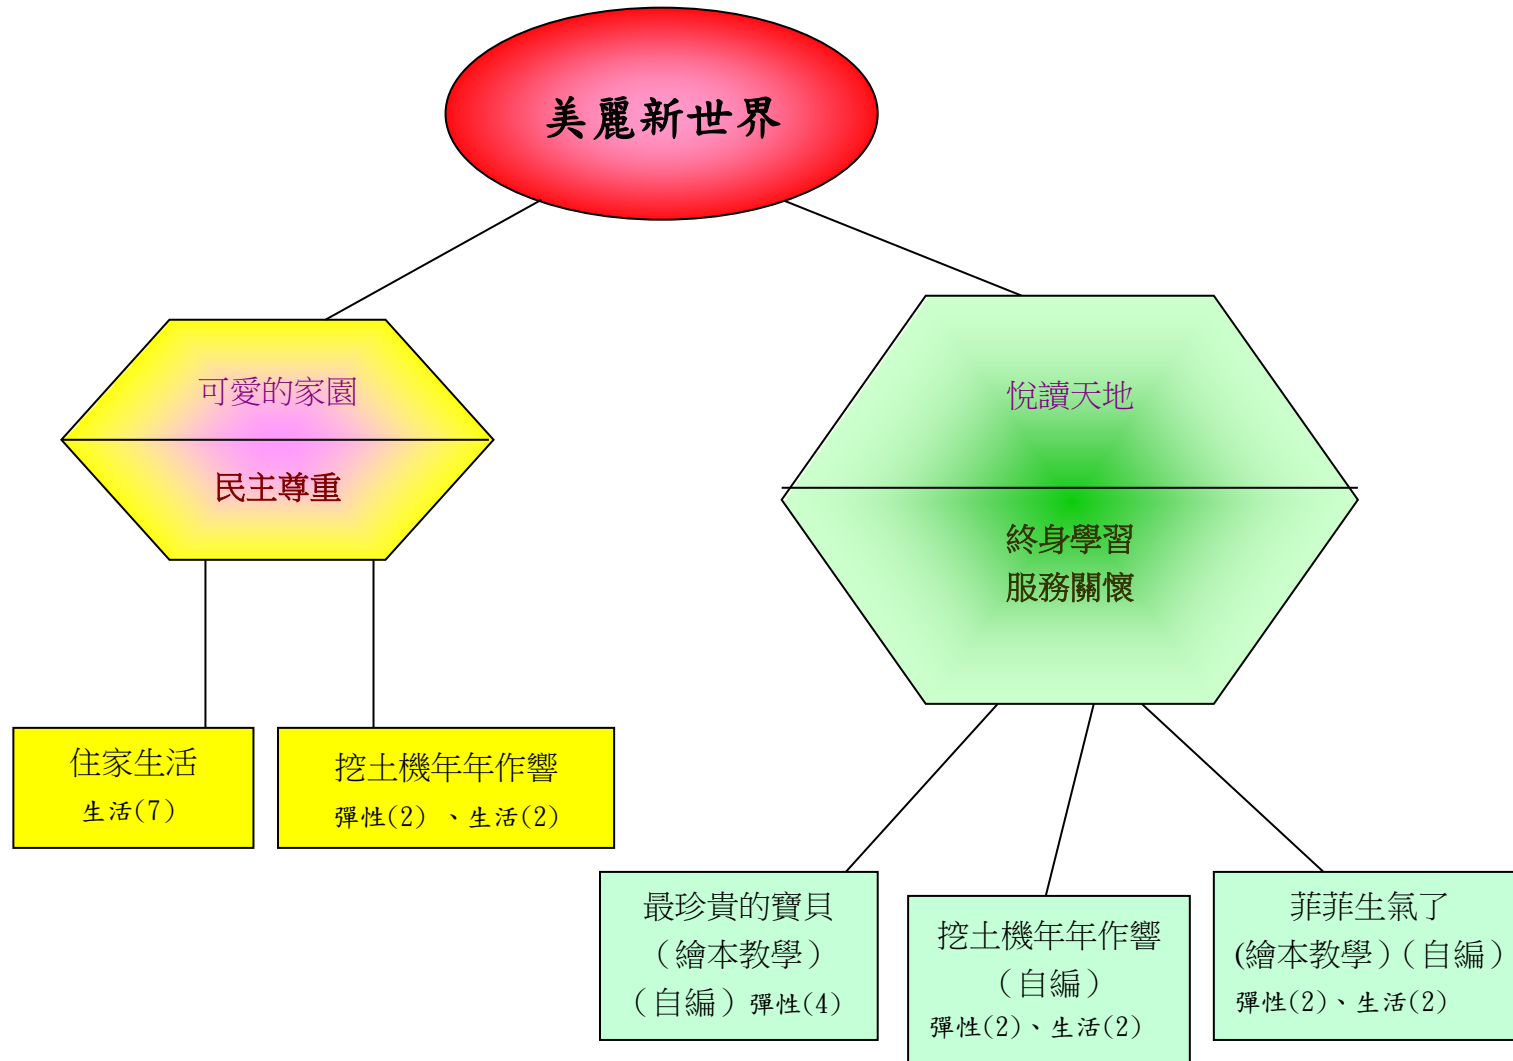 美麗新世界
可愛的家園
民主尊重
悅讀天地
終身學習
服務關懷
住家生活
生活(7)
挖土機年年作響
彈性(2) 、生活(2)
最珍貴的寶貝
（繪本教學）
（自編）彈性(4)
挖土機年年作響
（自編）
彈性(2)、生活(2)
菲菲生氣了
(繪本教學）（自編）
彈性(2)、生活(2)